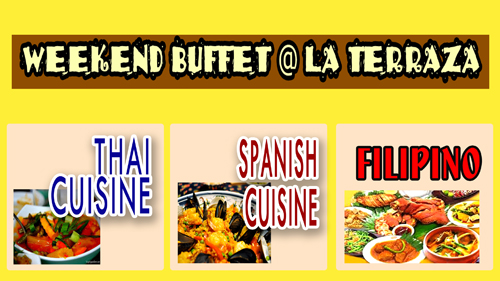 WEEKEND BUFFET @ LA TERRAZA
THAI
CUISINE
SPANISH
CUISINE
FILIPINO